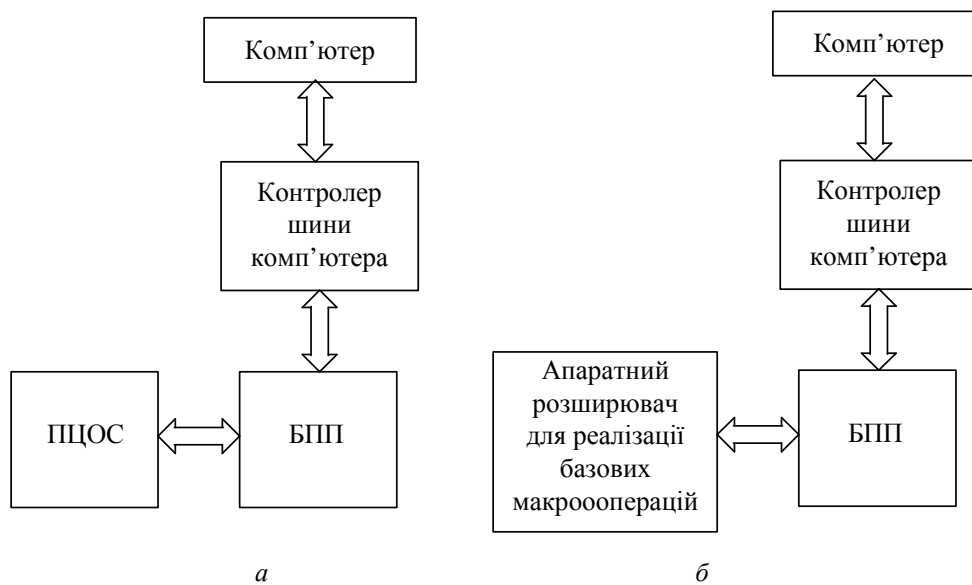 Комп’ютер
Контролер
шини
комп’ютера
ПЦОС
БПП
а
Комп’ютер
Контролер
шини
комп’ютера
Апаратний
розширювач
для реалізації
базових
макроооперацій
БПП
б